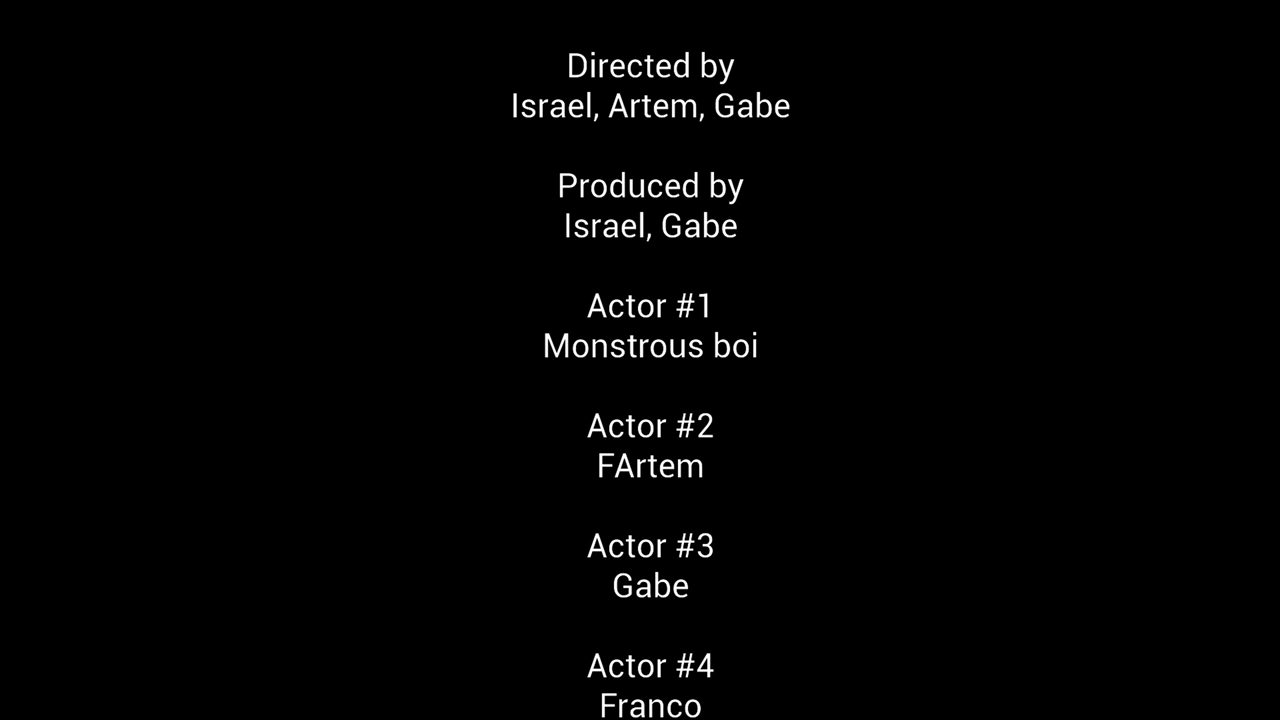 Directed by
Israel, Artem, Gabe
Produced by
Israel, Gabe
Actor #1
Monstrous boi
Actor #2
FArtem
Actor #3
Gabe
Actor #4
Franco